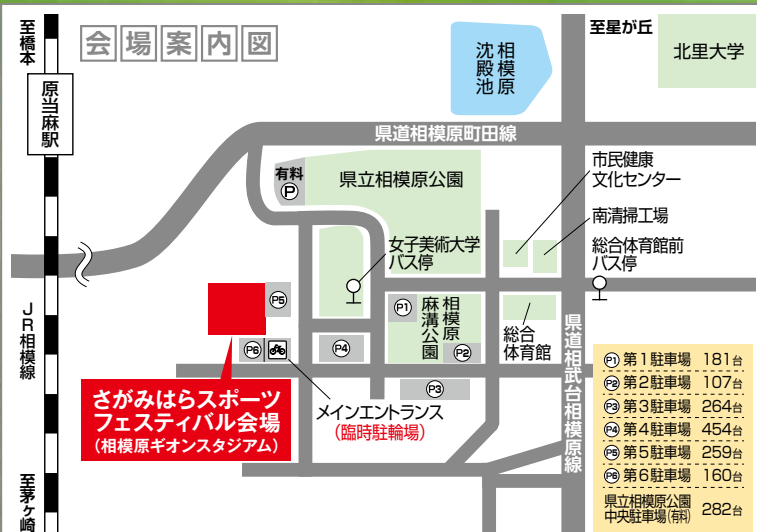 会場案内図
至橋本
原当麻駅
JR相模線
至茅ヶ崎
相模原
沈殿池
至星が丘
北里大学
県道相模原町田線
有料
P
県立相模原公園
市民健康
文化センター
南清掃工場
総合体育館前
バス停
女子美術大学
バス停
P5
P1
相模原
麻溝公園
P2
総合
体育館
県道相武台相模原線
P6
P4
P3
さがみはらスポーツ
フェスティバル会場
(相模原ギオンスタジアム)
メインエントランス
(臨時駐輪場)
P1 第1駐車場 181台
P2 第2駐車場 107台
P3 第3駐車場 264台
P4 第4駐車場 454台
P5 第5駐車場 259台
P6 第6駐車場 160台
県立相模原公園
中央駐車場(有料) 282台